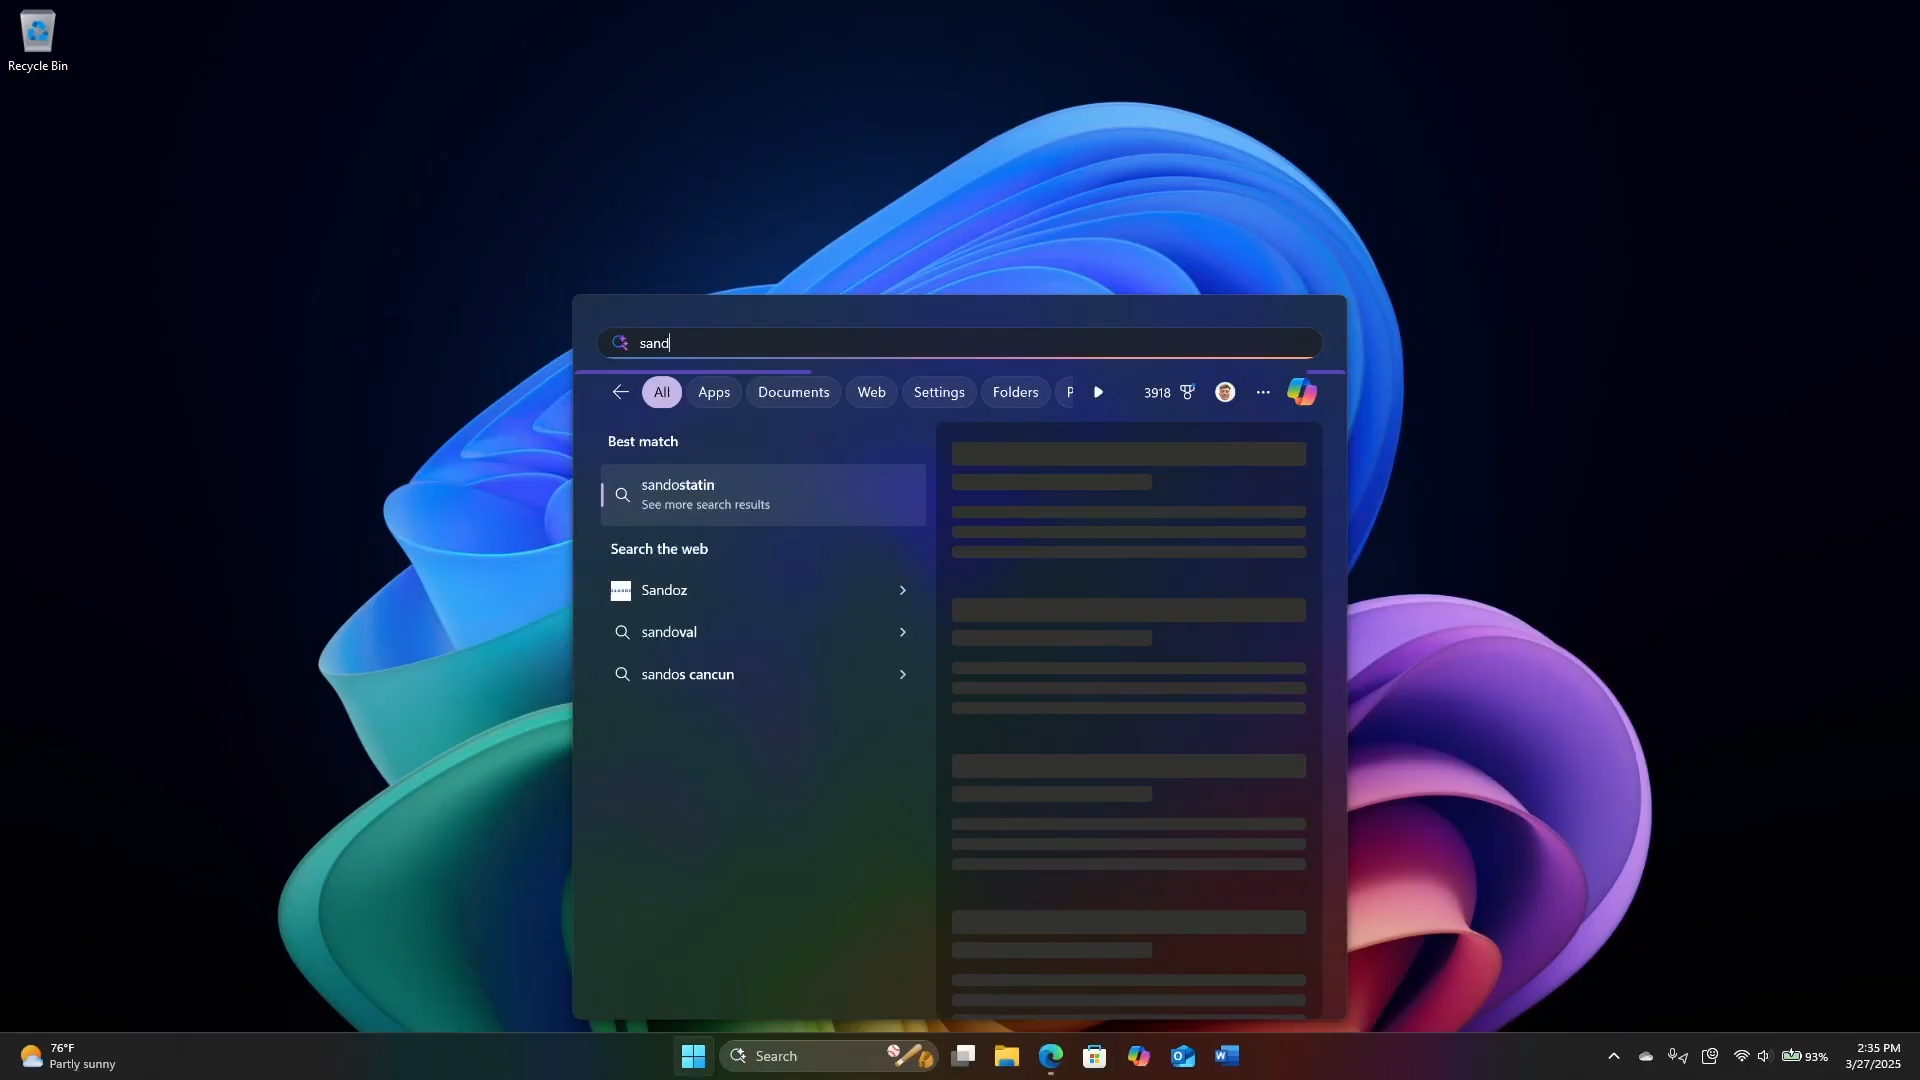 Recycle Bin
sand
All
Apps
Documents
Web
Settings
Folders
P
3918
Best match
sandostatin
See more search results
Search the web
SANDOZ
Sandoz
sandoval
sandos cancun
76°F
Partly sunny
Search
93%
2:35 PM
3/27/2025